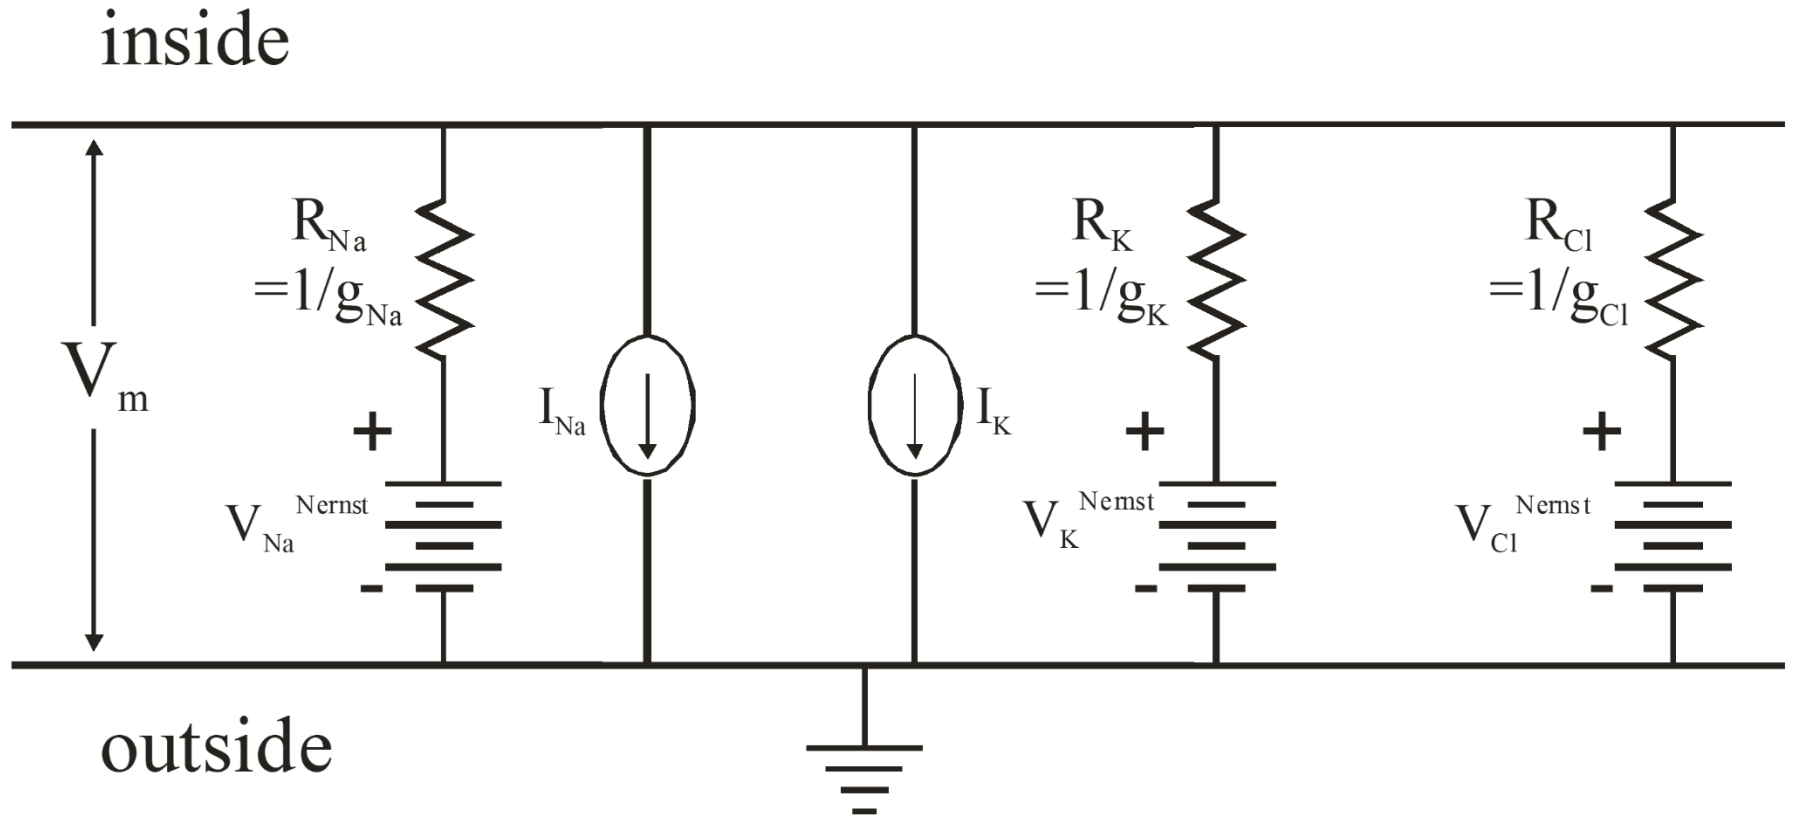 inside
R_Na
=1/g_Na
R_K
=1/g_K
R_Cl
=1/g_Cl
V_m
+
I_Na
I_K
+
+
V_Na^Nernst
V_K^Nernst
V_Cl^Nernst
-
-
-
outside